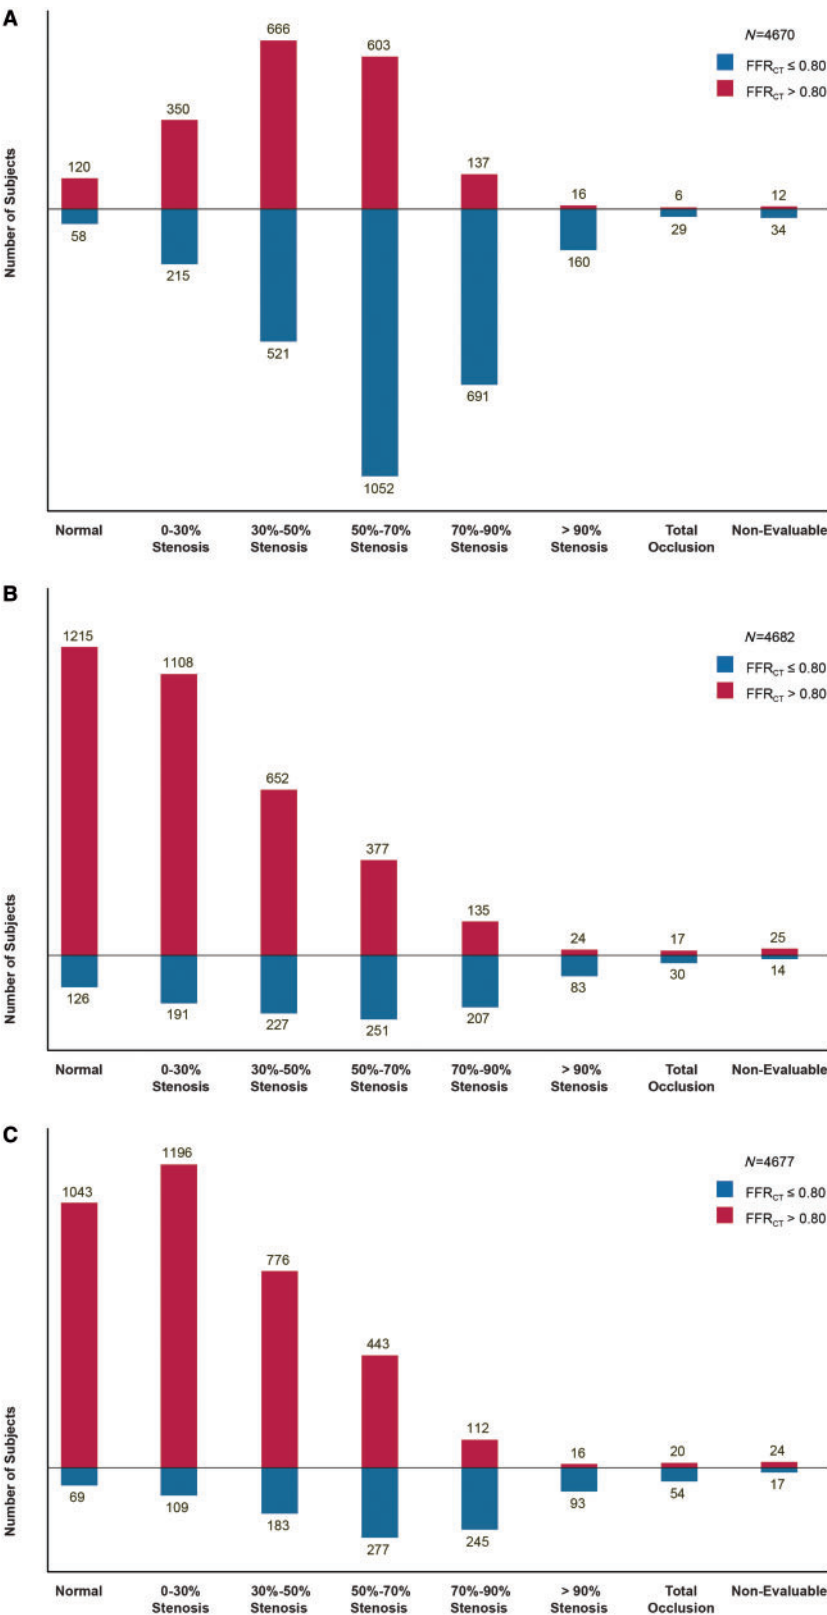 A
N=4670
FFRCT ≤ 0.80
FFRCT > 0.80
Number of Subjects
120
350
666
603
137
16
6
12
58
215
521
1052
691
160
29
34
Normal
0-30%
Stenosis
30%-50%
Stenosis
50%-70%
Stenosis
70%-90%
Stenosis
> 90%
Stenosis
Total
Occlusion
Non-Evaluable
B
N=4682
FFRCT ≤ 0.80
FFRCT > 0.80
Number of Subjects
1215
1108
652
377
135
24
17
25
126
191
227
251
207
83
30
14
Normal
0-30%
Stenosis
30%-50%
Stenosis
50%-70%
Stenosis
70%-90%
Stenosis
> 90%
Stenosis
Total
Occlusion
Non-Evaluable
C
N=4677
FFRCT ≤ 0.80
FFRCT > 0.80
Number of Subjects
1043
1196
776
443
112
16
20
24
69
109
183
277
245
93
54
17
Normal
0-30%
Stenosis
30%-50%
Stenosis
50%-70%
Stenosis
70%-90%
Stenosis
> 90%
Stenosis
Total
Occlusion
Non-Evaluable